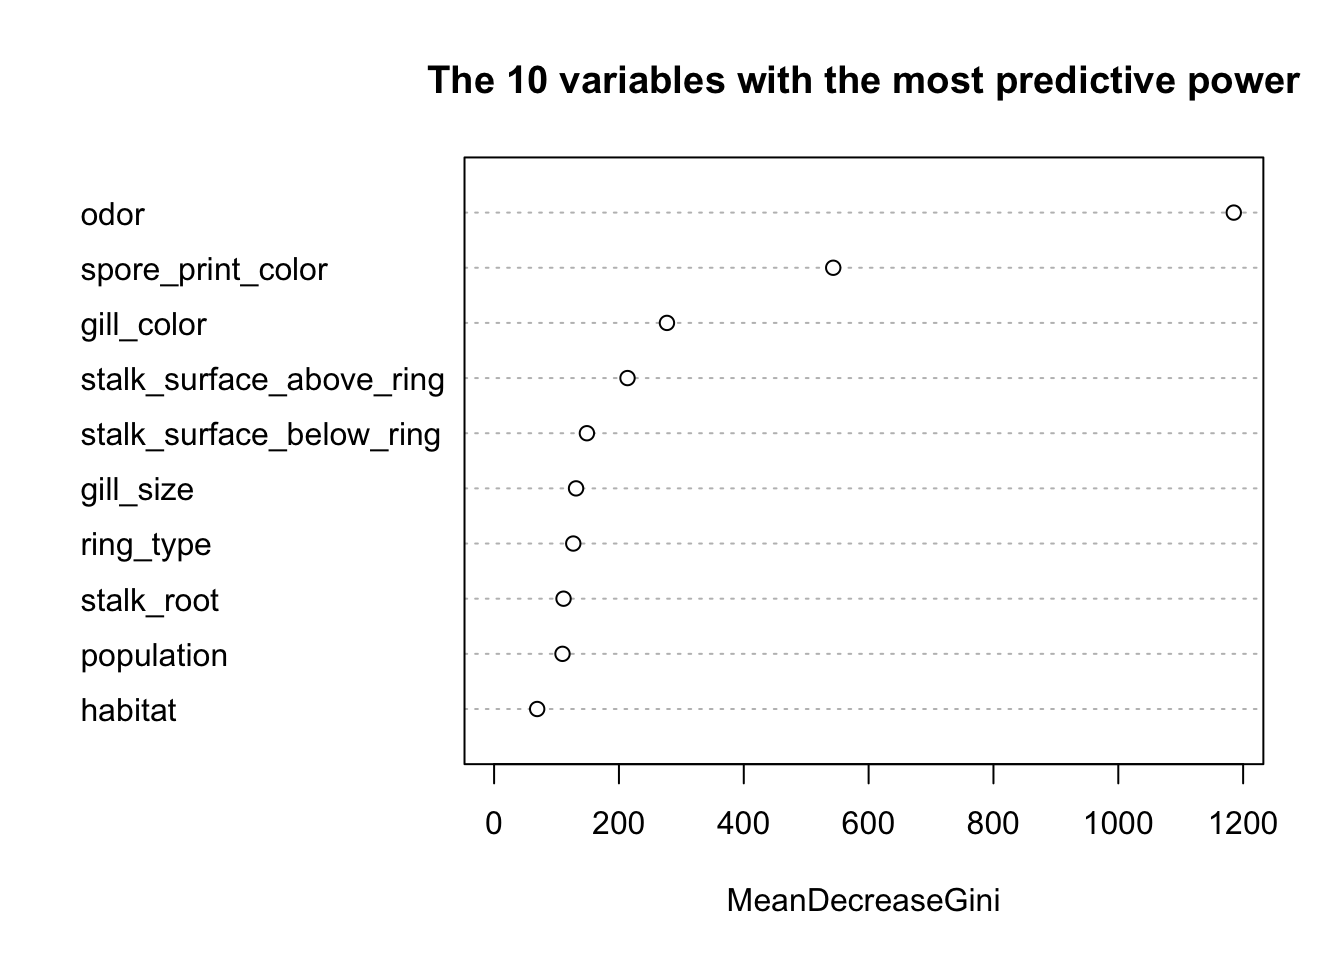 The 10 variables with the most predictive power
odor
spore_print_color
gill_color
stalk_surface_above_ring
stalk_surface_below_ring
gill_size
ring_type
stalk_root
population
habitat
0 200 400 600 800 1000 1200
MeanDecreaseGini